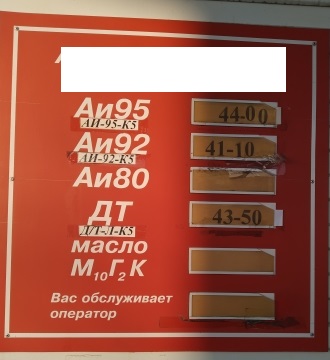 Аи95 44-00
АИ-95-К5
Аи92 41-10
АИ-92-К5
Аи80
ДТ 43-50
Д/Т-Л-К5
масло
М10Г2К
Вас обслуживает
оператор